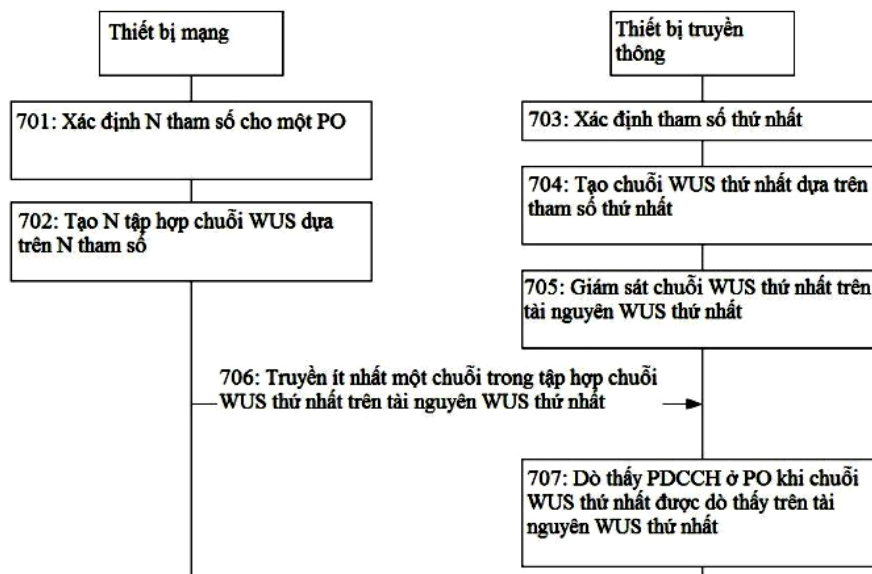 Thiết bị mạng
Thiết bị truyền
thông
701: Xác định N tham số cho một PO
703: Xác định tham số thứ nhất
704: Tạo chuỗi WUS thứ nhất dựa trên
tham số thứ nhất
702: Tạo N tập hợp chuỗi WUS dựa
trên N tham số
705: Giám sát chuỗi WUS thứ nhất trên
tài nguyên WUS thứ nhất
706: Truyền ít nhất một chuỗi trong tập hợp chuỗi
WUS thứ nhất trên tài nguyên WUS thứ nhất
707: Dò thấy PDCCH ở PO khi chuỗi
WUS thứ nhất được dò thấy trên tài
nguyên WUS thứ nhất